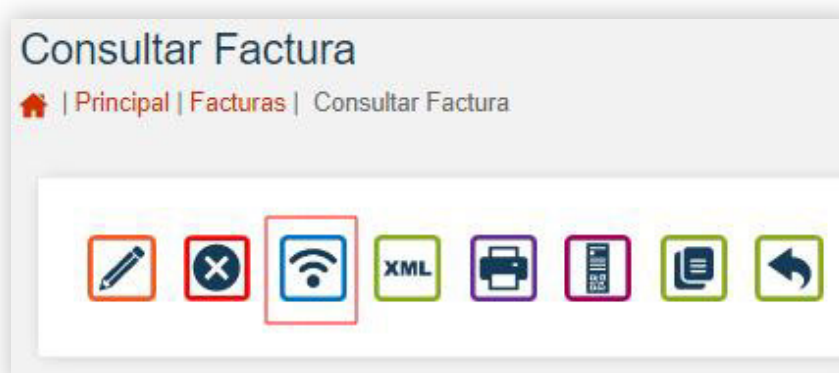 Consultar Factura
| Principal | Facturas | Consultar Factura
XML